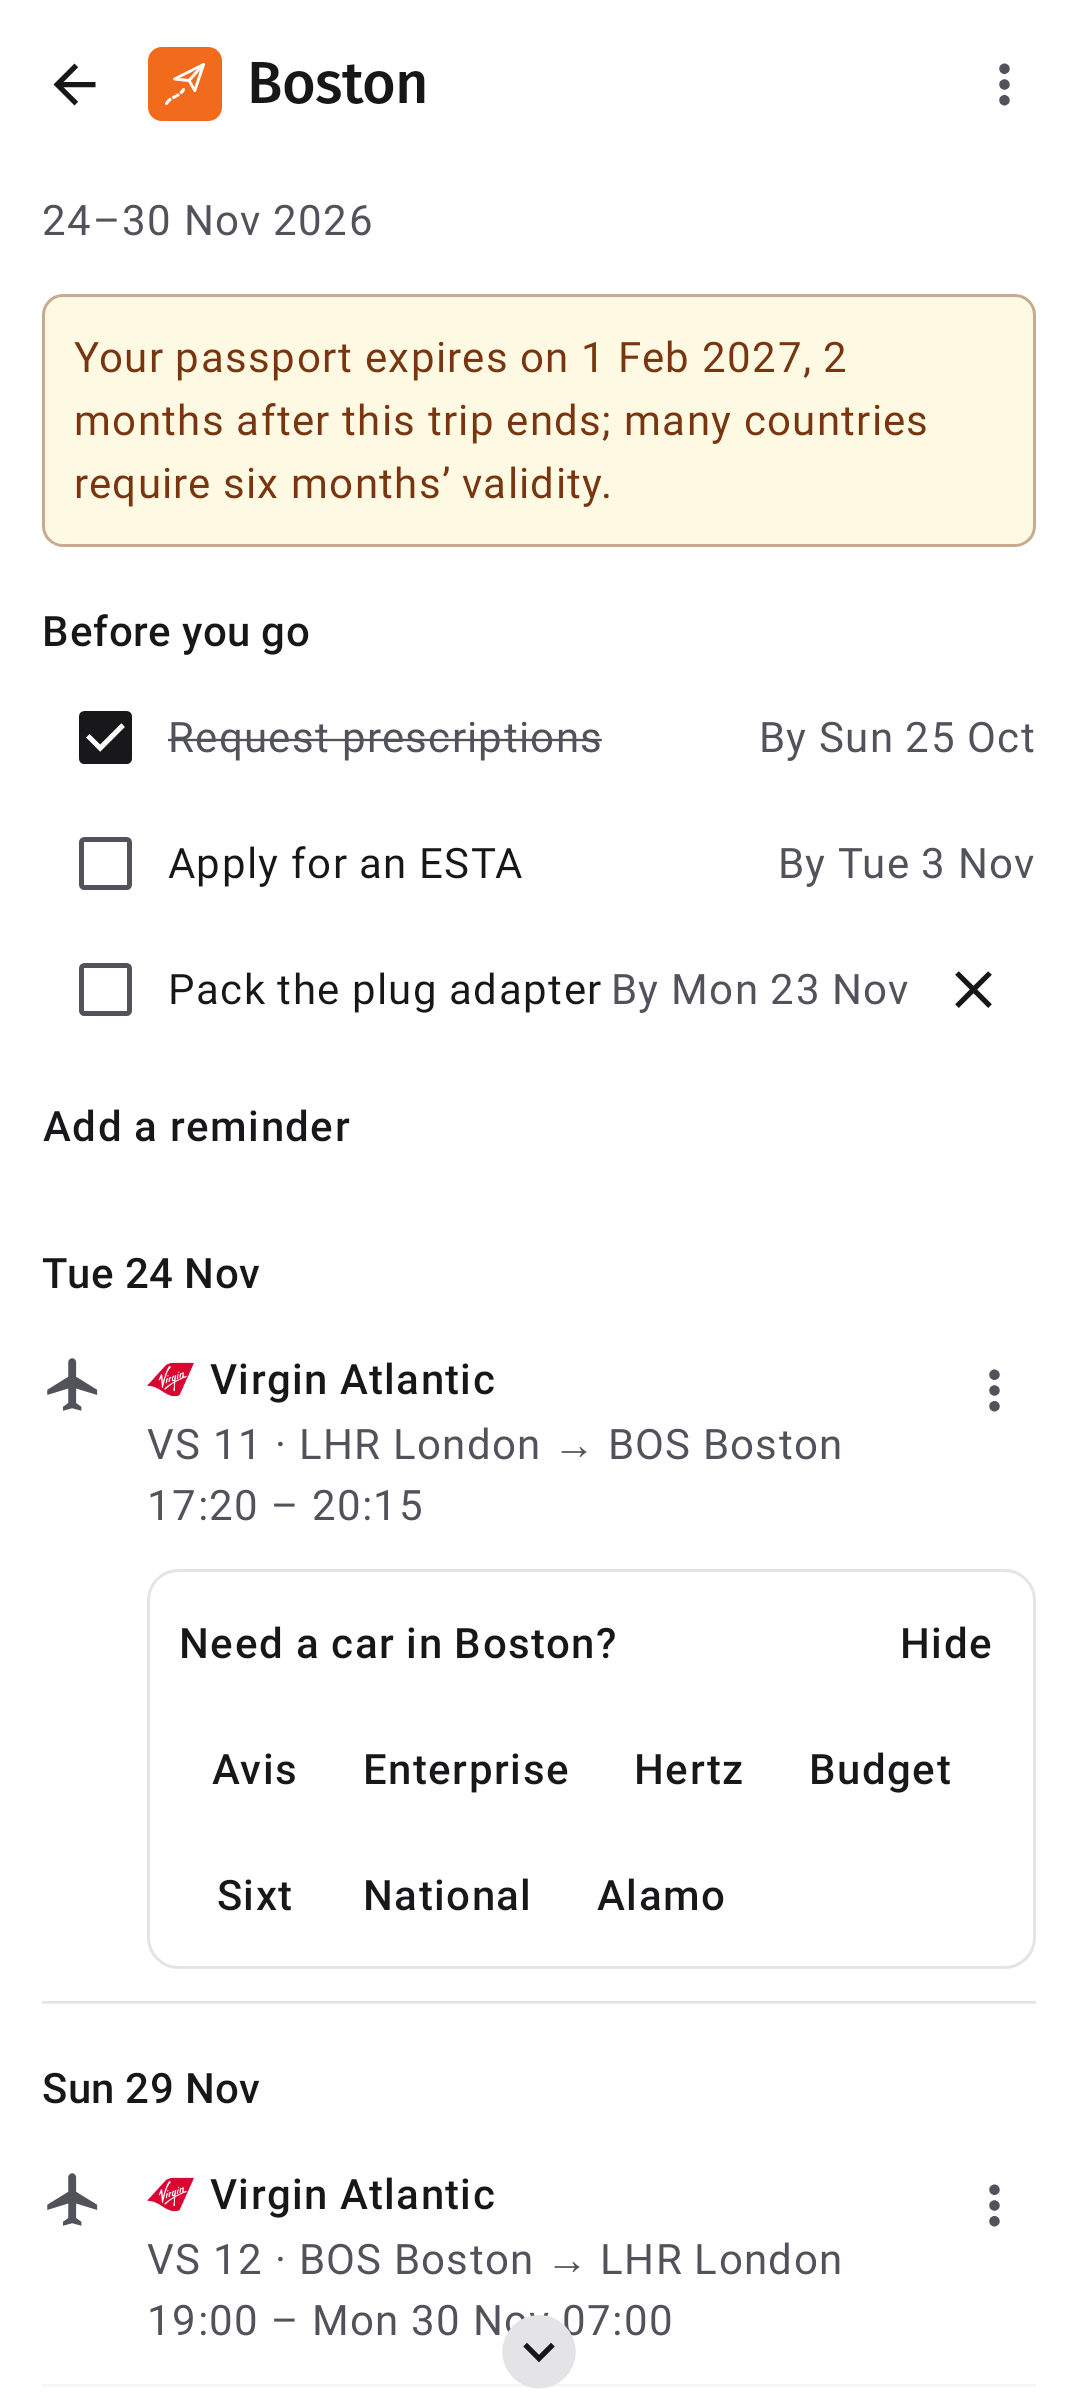 Boston
24–30 Nov 2026
Your passport expires on 1 Feb 2027, 2
months after this trip ends; many countries
require six months’ validity.
Before you go
Request prescriptions By Sun 25 Oct
Apply for an ESTA By Tue 3 Nov
Pack the plug adapter By Mon 23 Nov
Add a reminder
Tue 24 Nov
Virgin Virgin Atlantic
VS 11 · LHR London → BOS Boston
17:20 – 20:15
Need a car in Boston? Hide
Avis Enterprise Hertz Budget
Sixt National Alamo
Sun 29 Nov
Virgin Virgin Atlantic
VS 12 · BOS Boston → LHR London
19:00 – Mon 30 Nov 07:00